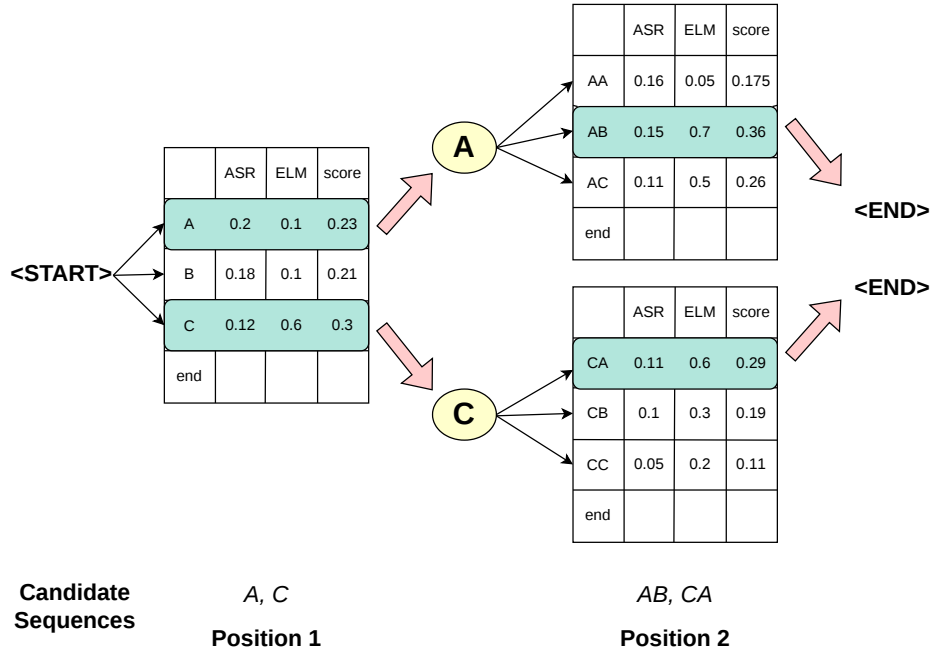 <START>
ASR ELM score
A 0.2 0.1 0.23
B 0.18 0.1 0.21
C 0.12 0.6 0.3
end
A
C
ASR ELM score
AA 0.16 0.05 0.175
AB 0.15 0.7 0.36
AC 0.11 0.5 0.26
end
<END>
ASR ELM score
CA 0.11 0.6 0.29
CB 0.1 0.3 0.19
CC 0.05 0.2 0.11
end
<END>
Candidate
Sequences
A, C
AB, CA
Position 1
Position 2